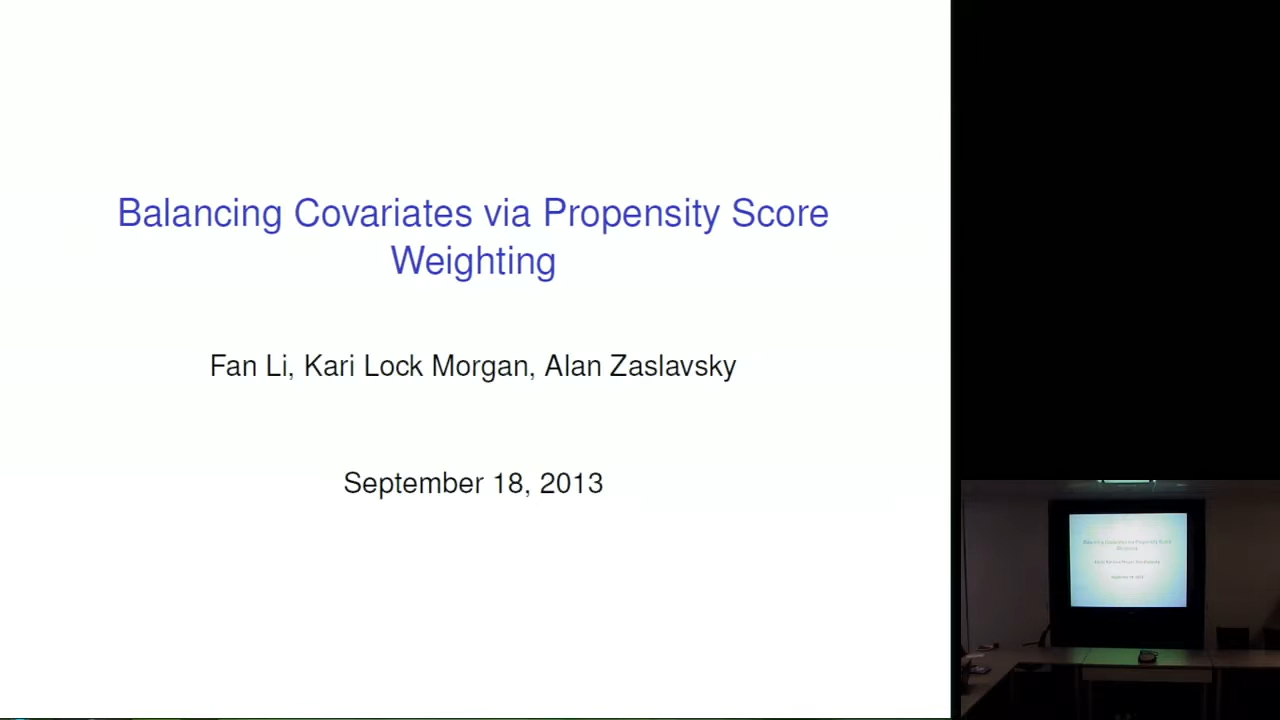 Balancing Covariates via Propensity Score
Weighting
Fan Li, Kari Lock Morgan, Alan Zaslavsky
September 18, 2013